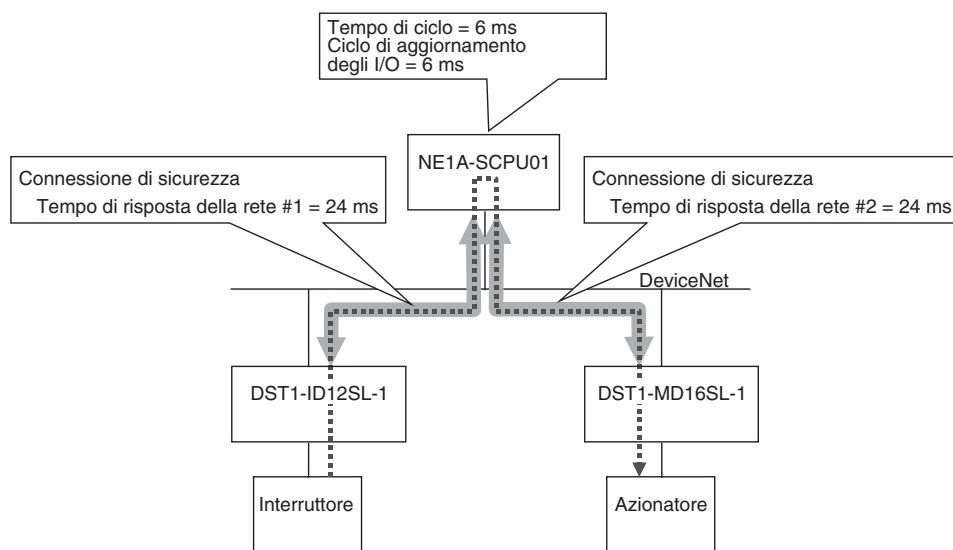 Tempo di ciclo = 6 ms
Ciclo di aggiornamento
degli I/O = 6 ms
NE1A-SCPU01
Connessione di sicurezza
Tempo di risposta della rete #1 = 24 ms
Connessione di sicurezza
Tempo di risposta della rete #2 = 24 ms
DeviceNet
DST1-ID12SL-1
DST1-MD16SL-1
Interruttore
Azionatore